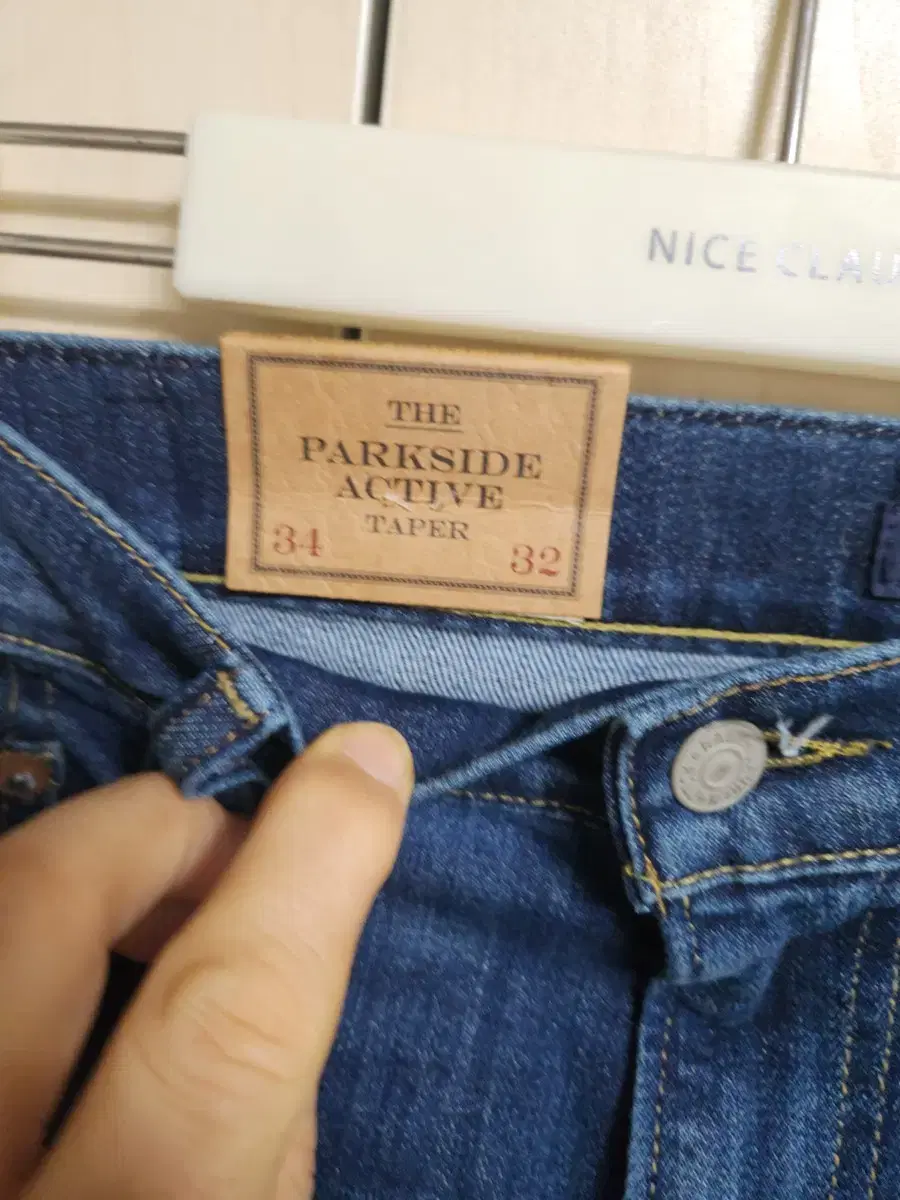 NICE CLAU
THE
PARKSIDE
ACTIVE
TAPER
34 32